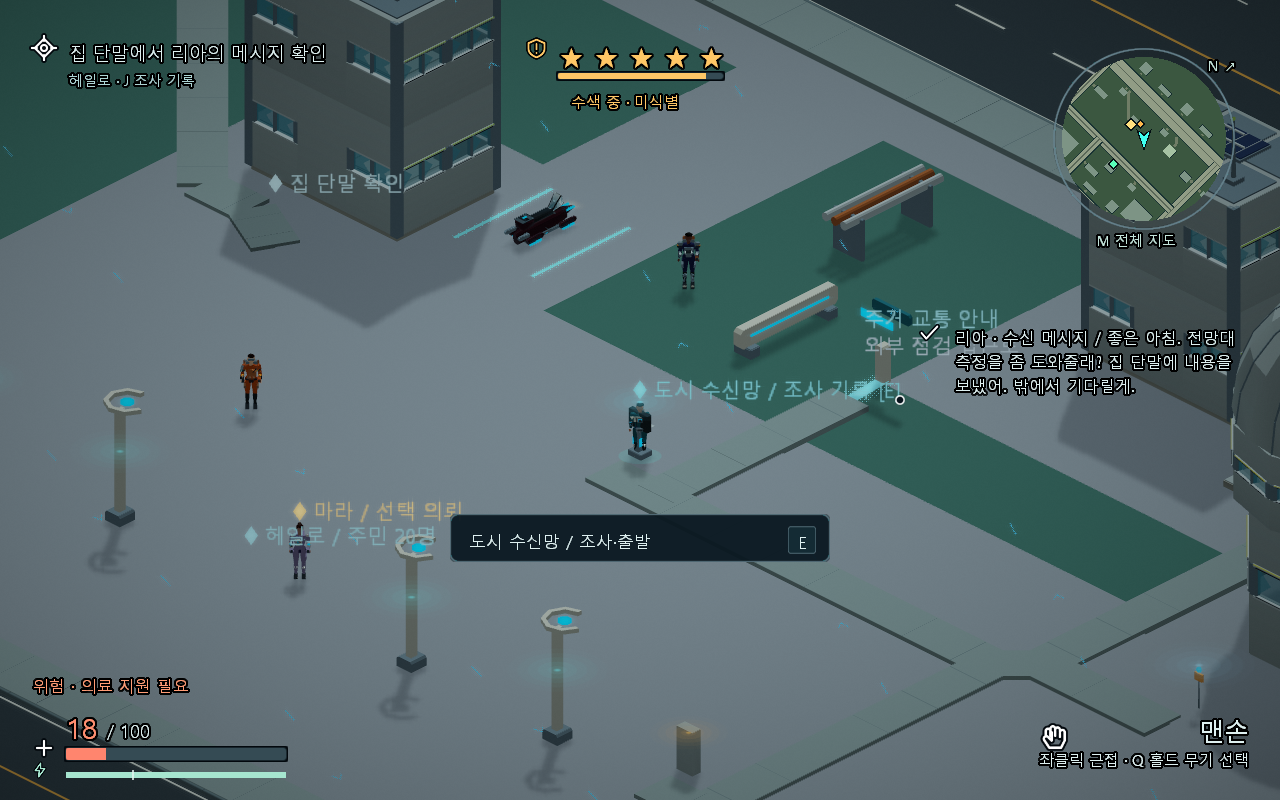 집 단말에서 리아의 메시지 확인
헤일로 · J 조사 기록
수색 중 · 미식별
N
M 전체 지도
집 단말 확인
주거 교통 안내
외부 점검
리아 · 수신 메시지 / 좋은 아침. 전망대
측정을 좀 도와줄래? 집 단말에 내용을
보냈어. 밖에서 기다릴게.
도시 수신망 / 조사 기록 [E]
마라 / 선택 의뢰
헤일로 / 주민 20명
도시 수신망 / 조사·출발
E
위험 · 의료 지원 필요
18 / 100
맨손
좌클릭 근접 · Q 홀드 무기 선택